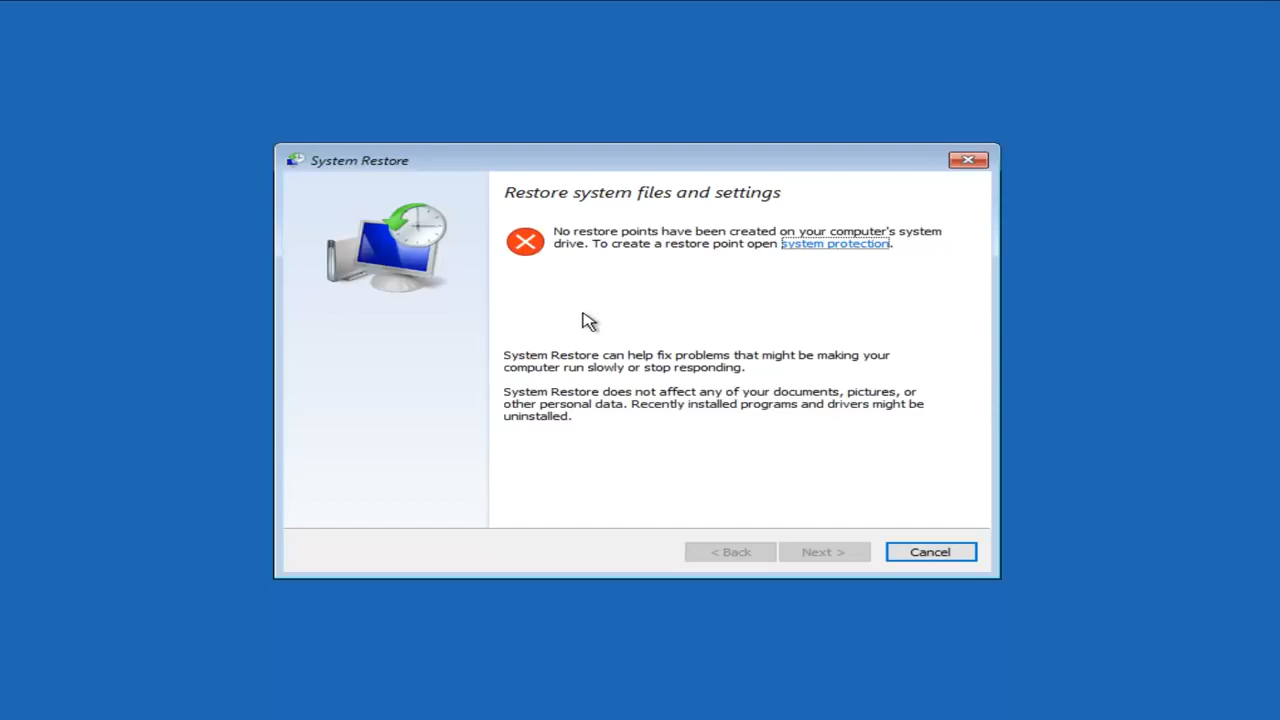 System Restore
Restore system files and settings
No restore points have been created on your computer's system
drive. To create a restore point open system protection.
System Restore can help fix problems that might be making your
computer run slowly or stop responding.
System Restore does not affect any of your documents, pictures, or
other personal data. Recently installed programs and drivers might be
uninstalled.
< Back Next > Cancel